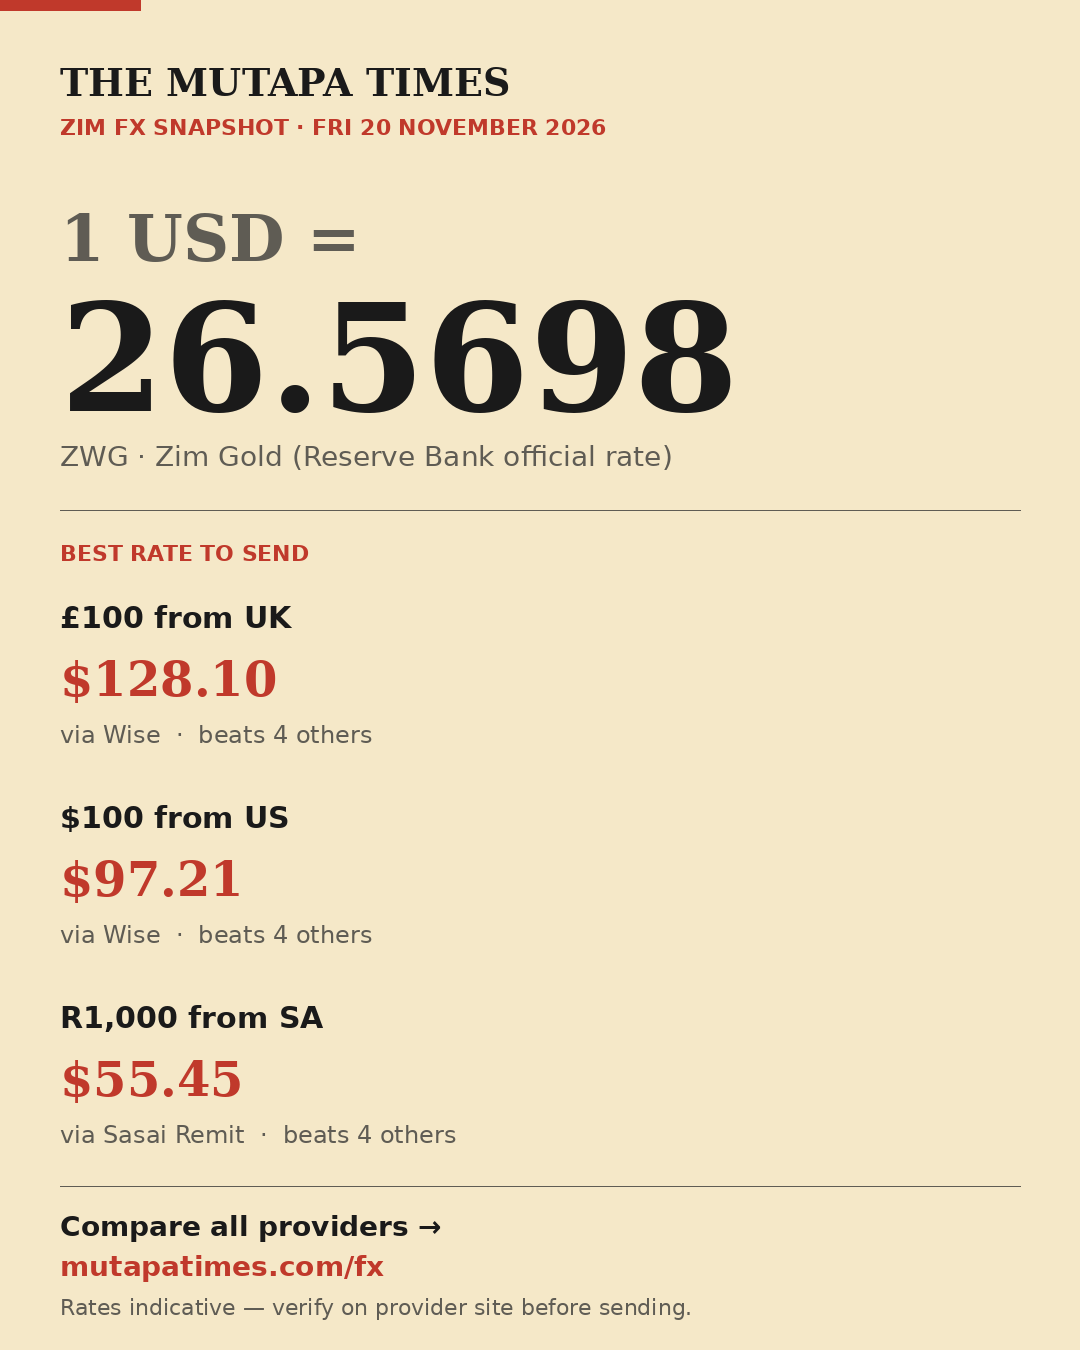 THE MUTAPA TIMES
ZIM FX SNAPSHOT · FRI 20 NOVEMBER 2026
1 USD =
26.5698
ZWG · Zim Gold (Reserve Bank official rate)
BEST RATE TO SEND
£100 from UK
$128.10
via Wise · beats 4 others
$100 from US
$97.21
via Wise · beats 4 others
R1,000 from SA
$55.45
via Sasai Remit · beats 4 others
Compare all providers →
mutapatimes.com/fx
Rates indicative — verify on provider site before sending.